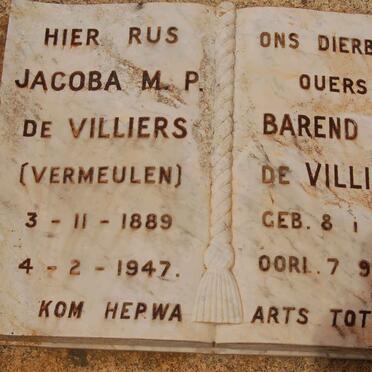 HIER RUS ONS DIERB
JACOBA M. P. OUERS
DE VILLIERS BAREND
(VERMEULEN) DE VILLI
3 - 11 - 1889 GEB. 8 1
4 - 2 - 1947. OORL. 7 9
KOM HERWA ARTS TOT